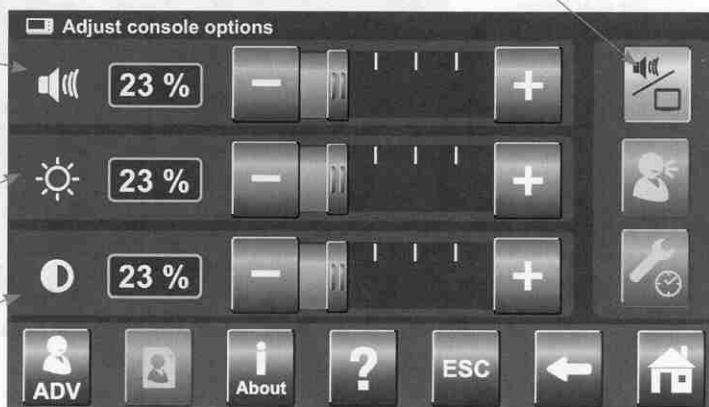 Adjust console options
23 %
23 %
23 %
ADV
About
?
ESC